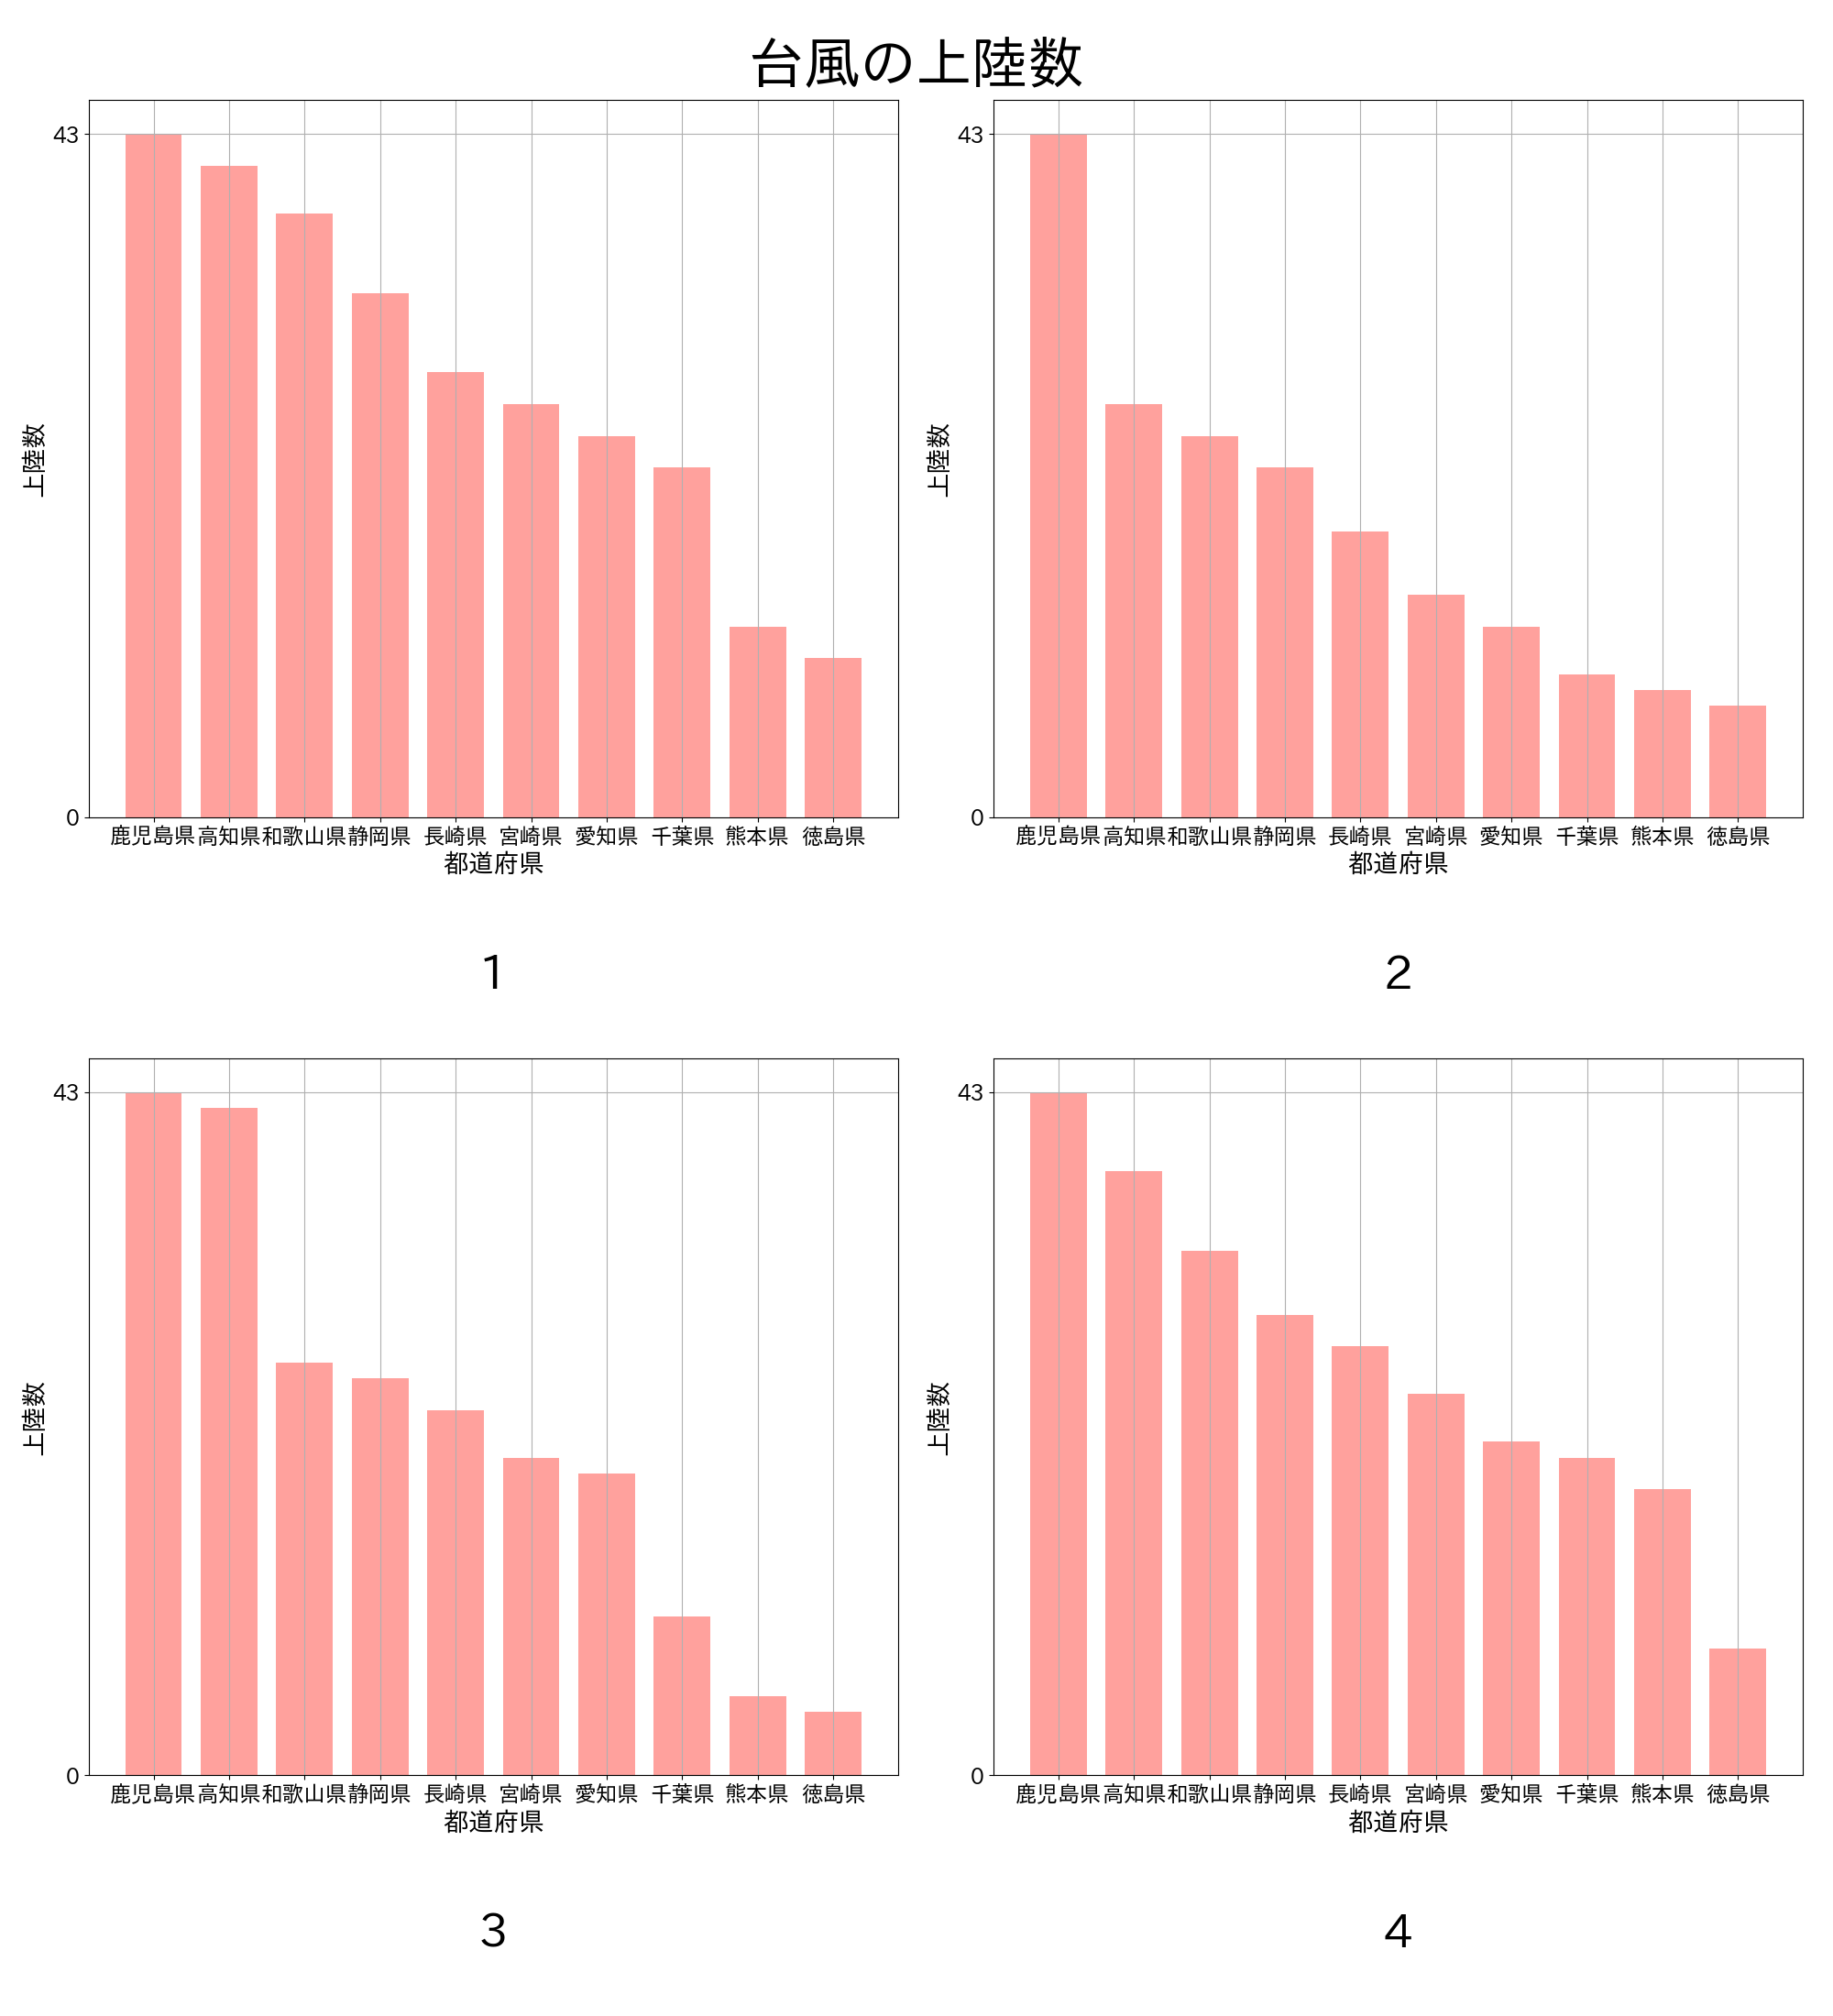 台風の上陸数
43
0
上陸数
鹿児島県 高知県 和歌山県 静岡県 長崎県 宮崎県 愛知県 千葉県 熊本県 徳島県
都道府県
1
43
0
上陸数
鹿児島県 高知県 和歌山県 静岡県 長崎県 宮崎県 愛知県 千葉県 熊本県 徳島県
都道府県
2
43
0
上陸数
鹿児島県 高知県 和歌山県 静岡県 長崎県 宮崎県 愛知県 千葉県 熊本県 徳島県
都道府県
3
43
0
上陸数
鹿児島県 高知県 和歌山県 静岡県 長崎県 宮崎県 愛知県 千葉県 熊本県 徳島県
都道府県
4